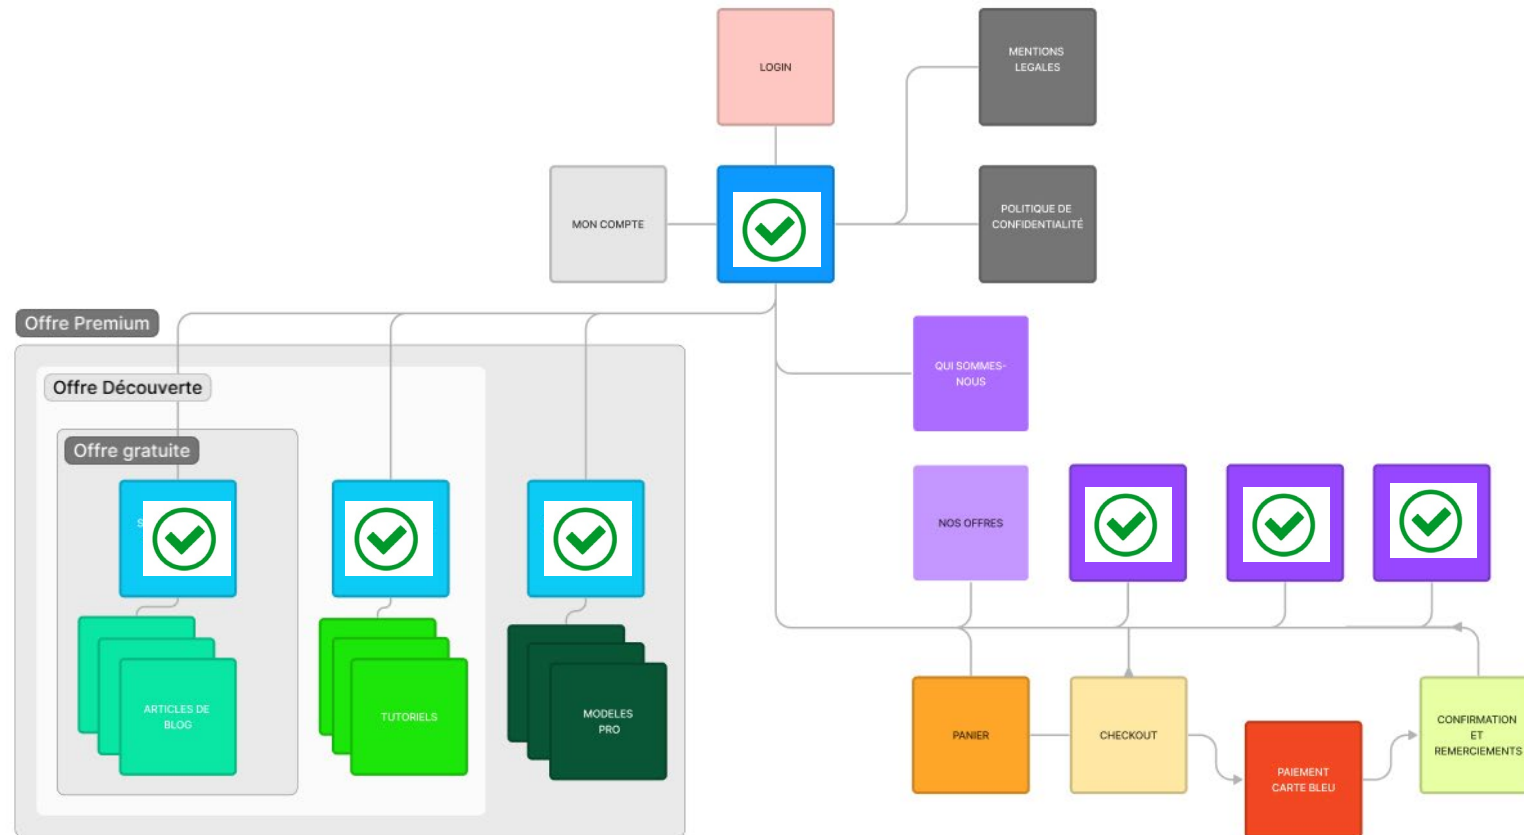 LOGIN
MENTIONS
LEGALES
MON COMPTE
POLITIQUE DE
CONFIDENTIALITÉ
Offre Premium
QUI SOMMES-
NOUS
Offre Découverte
Offre gratuite
NOS OFFRES
ARTICLES DE
BLOG
TUTORIELS
MODELES
PRO
PANIER
CHECKOUT
PAIEMENT
CARTE BLEU
CONFIRMATION
ET
REMERCIEMENTS